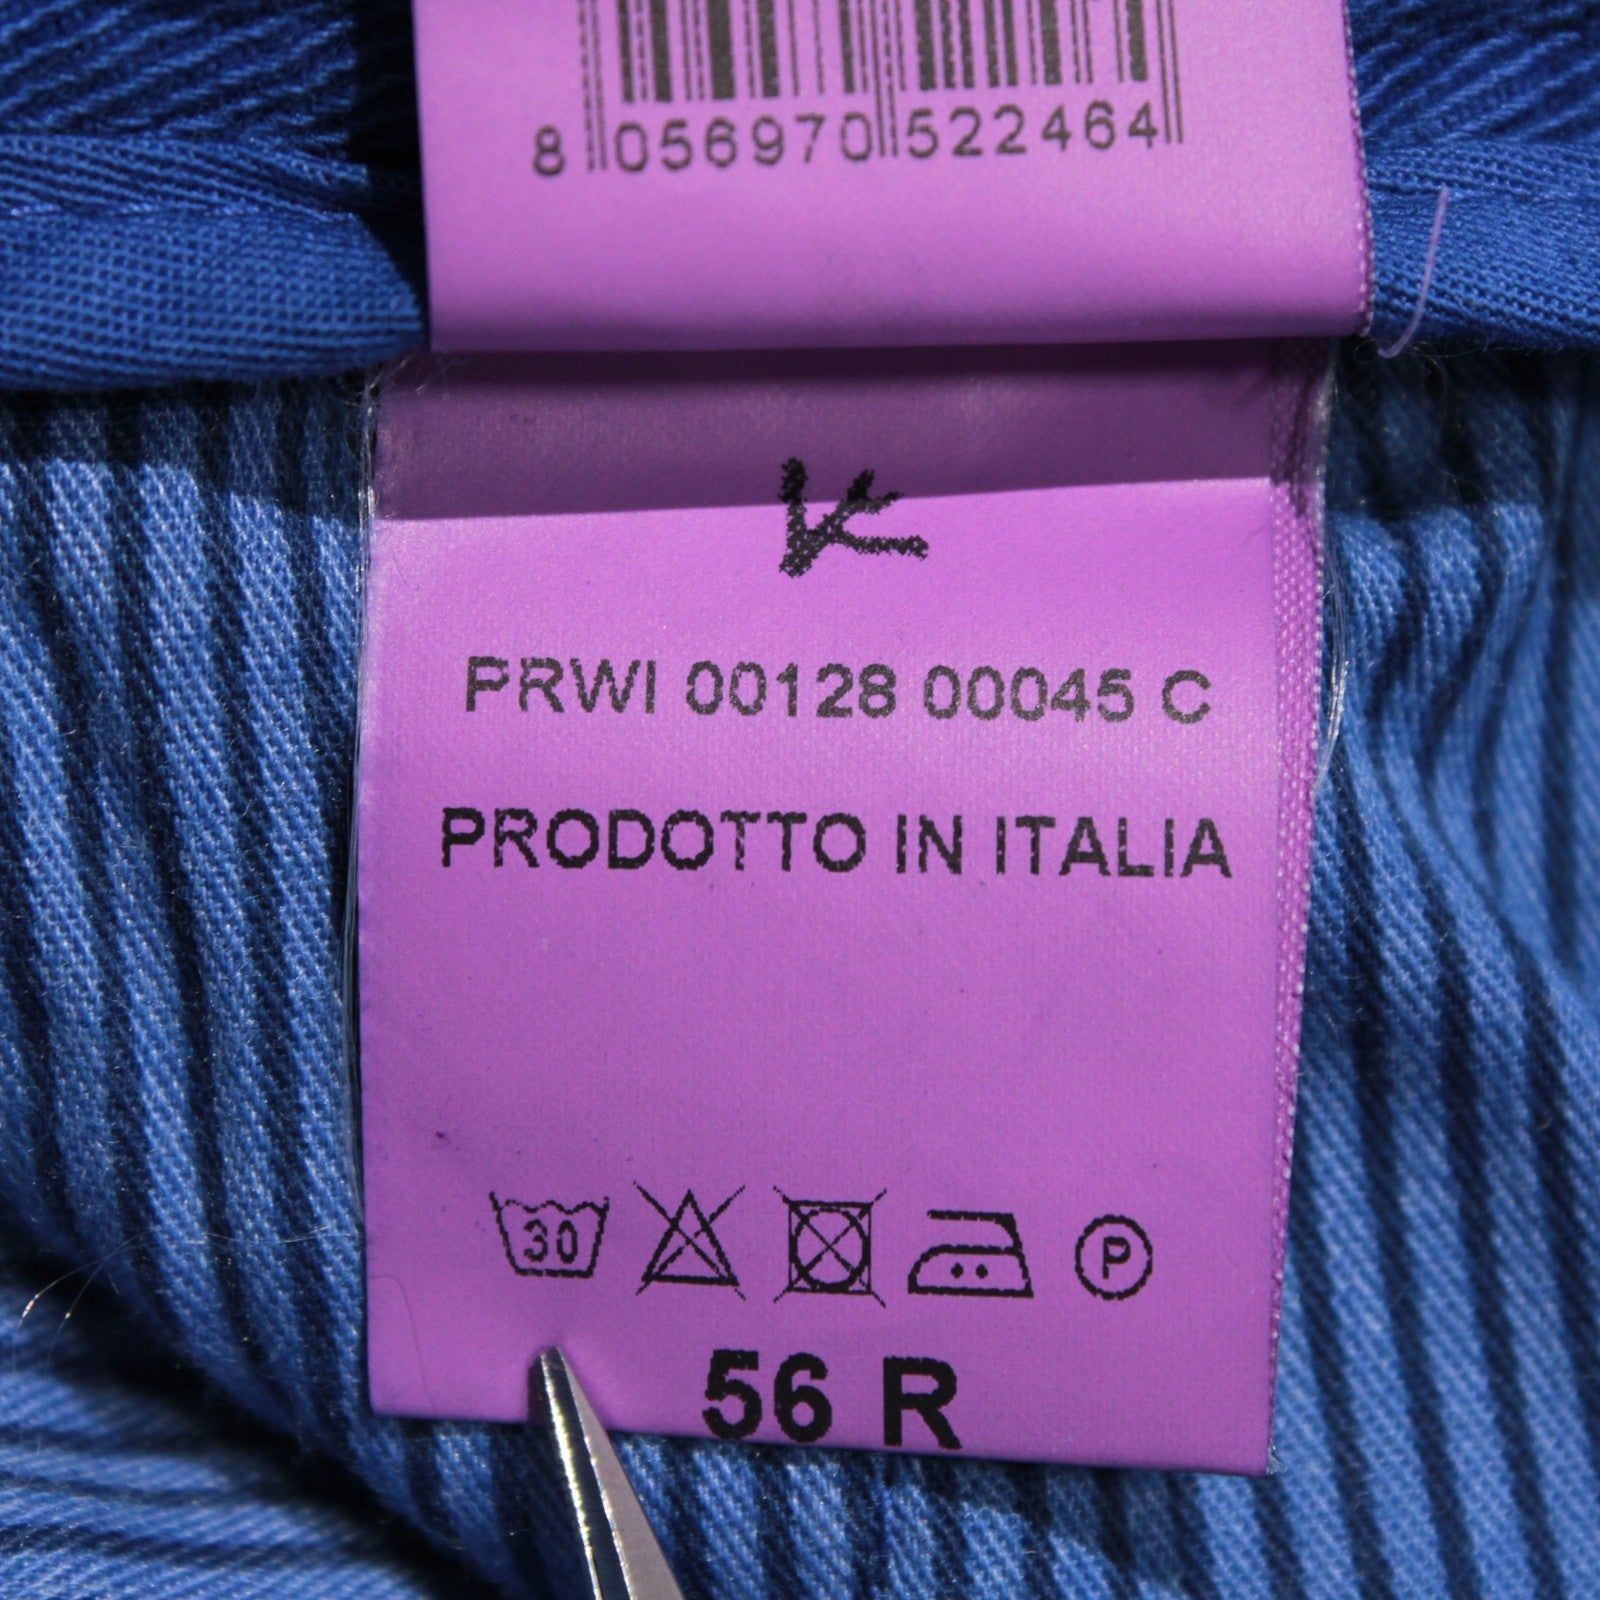 8 056970 522464
PRWI 00128 00045 C
PRODOTTO IN ITALIA
30 P
56 R